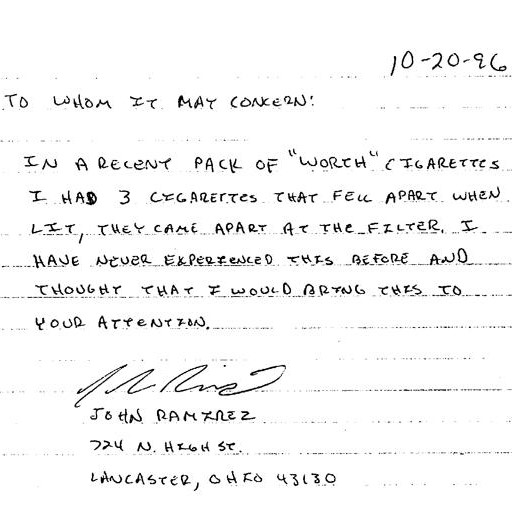 10-20-96
TO WHOM IT MAY CONCERN:
IN A RECENT PACK OF "WORTH" CIGARETTES
I HAD 3 CIGARETTES THAT FELL APART WHEN
LIT, THEY CAME APART AT THE FILTER. I
HAVE NEVER EXPERIENCED THIS BEFORE AND
THOUGHT THAT I WOULD BRING THIS TO
YOUR ATTENTION.
JOHN RAMIREZ
724 N. HIGH ST.
LANCASTER, OHIO 43130